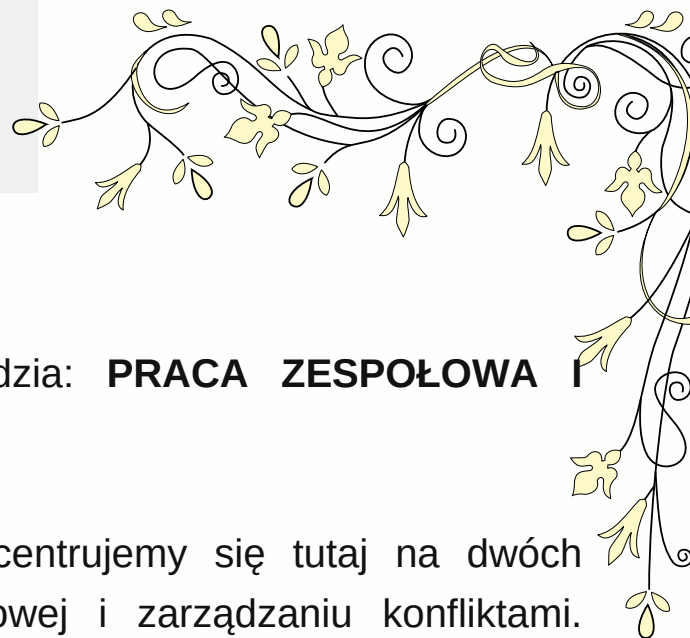 dzia: PRACA ZESPOŁOWA I
centrujemy się tutaj na dwóch
owej i zarządzaniu konfliktami.